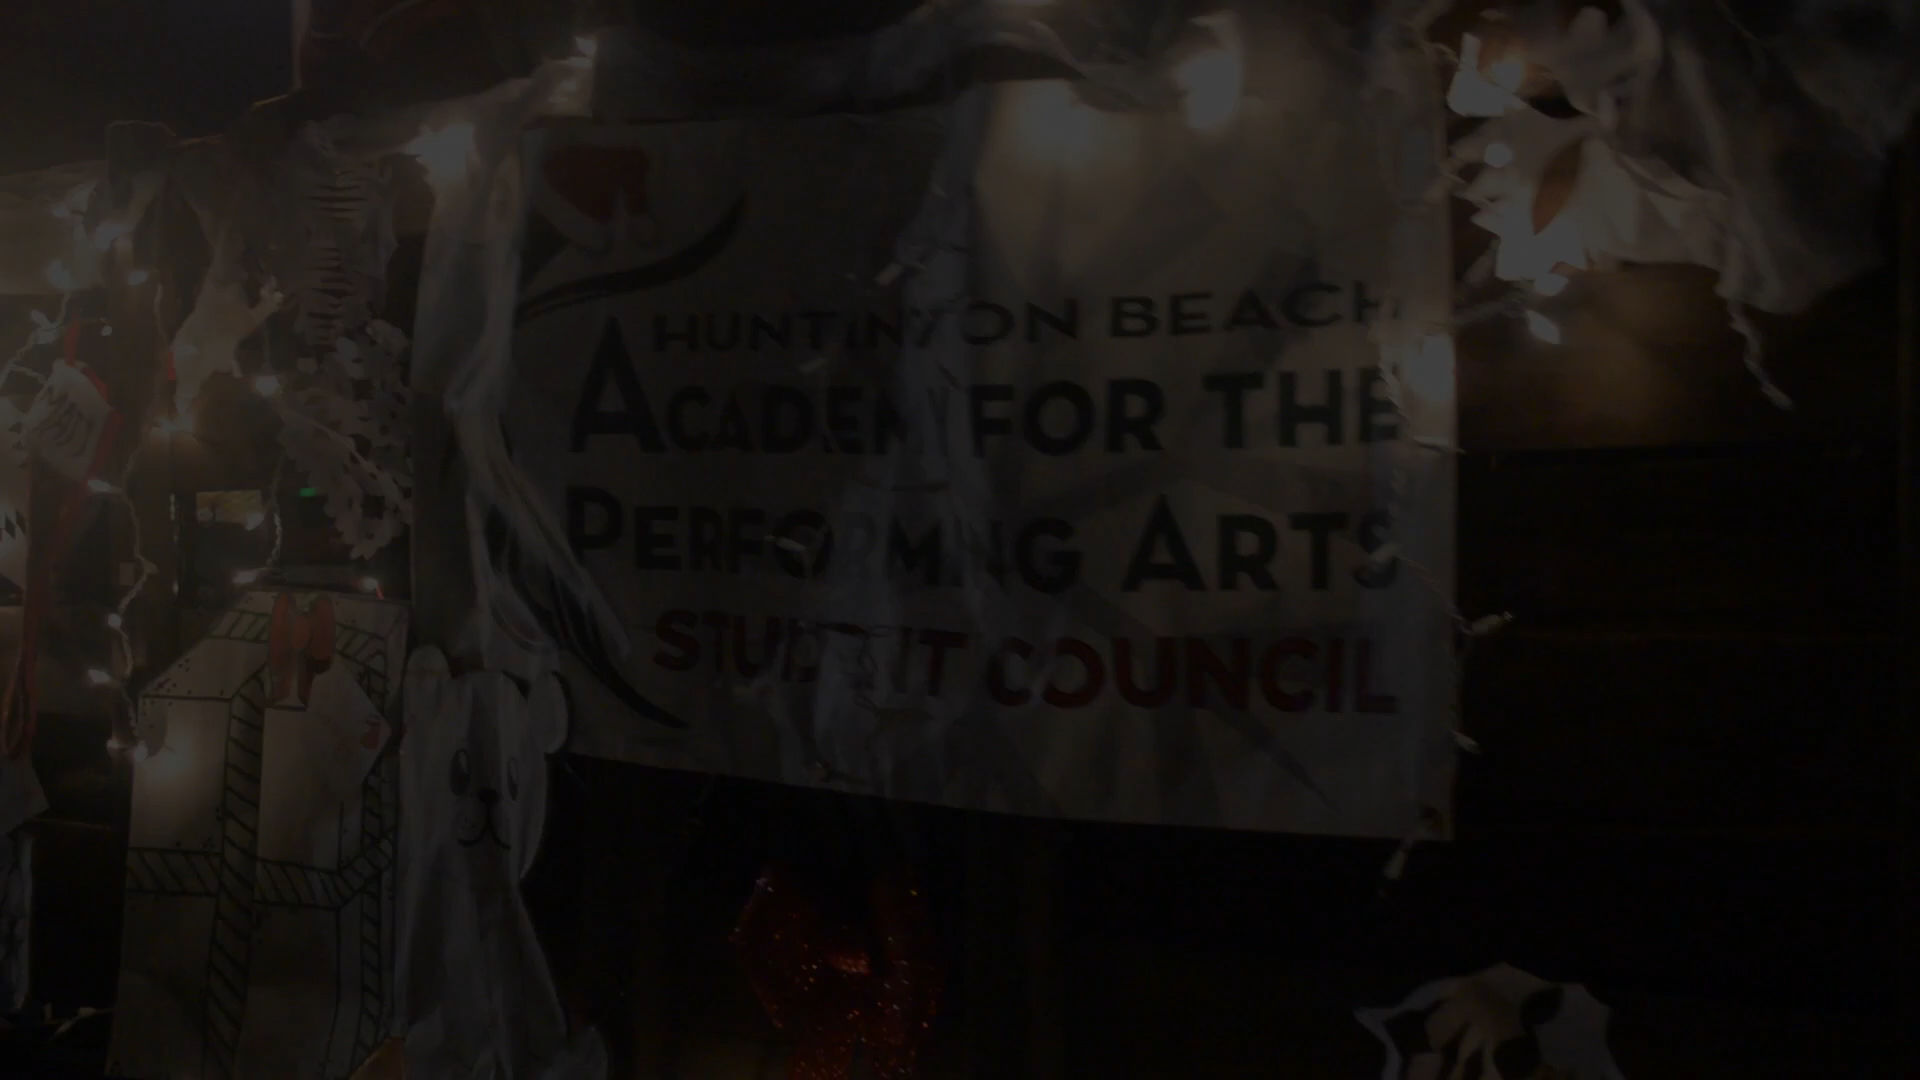 HUNTINGTON BEACH
ACADEMY FOR THE
PERFORMING ARTS
STUDENT COUNCIL